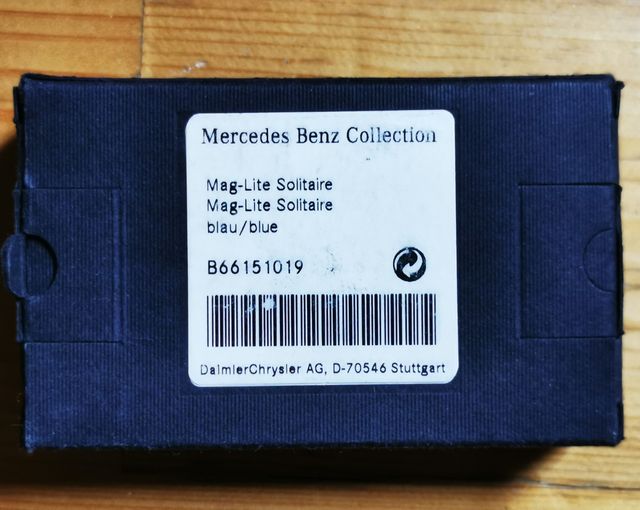 Mercedes Benz Collection
Mag-Lite Solitaire
Mag-Lite Solitaire
blau/blue
B66151019
DaimlerChrysler AG, D-70546 Stuttgart